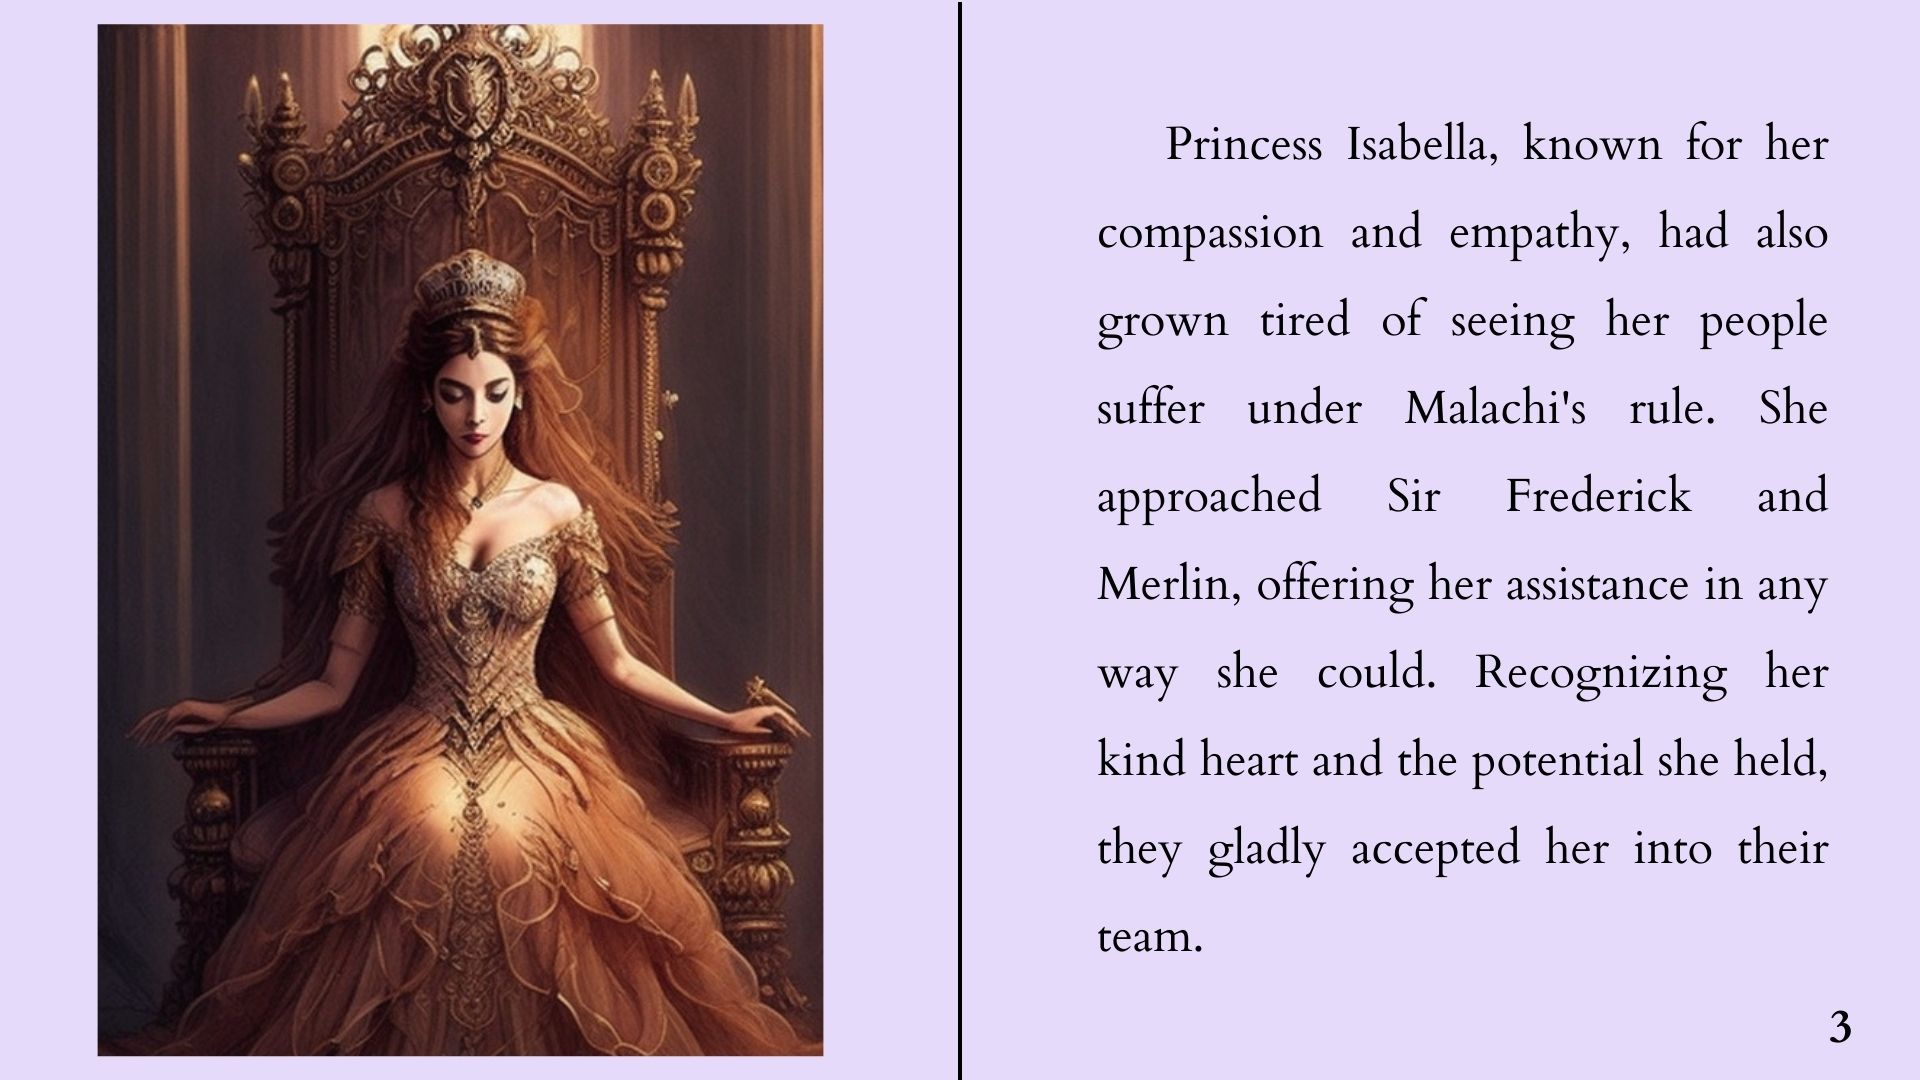 Princess Isabella, known for her
compassion and empathy, had also
grown tired of seeing her people
suffer under Malachi's rule. She
approached Sir Frederick and
Merlin, offering her assistance in any
way she could. Recognizing her
kind heart and the potential she held,
they gladly accepted her into their
team.
3